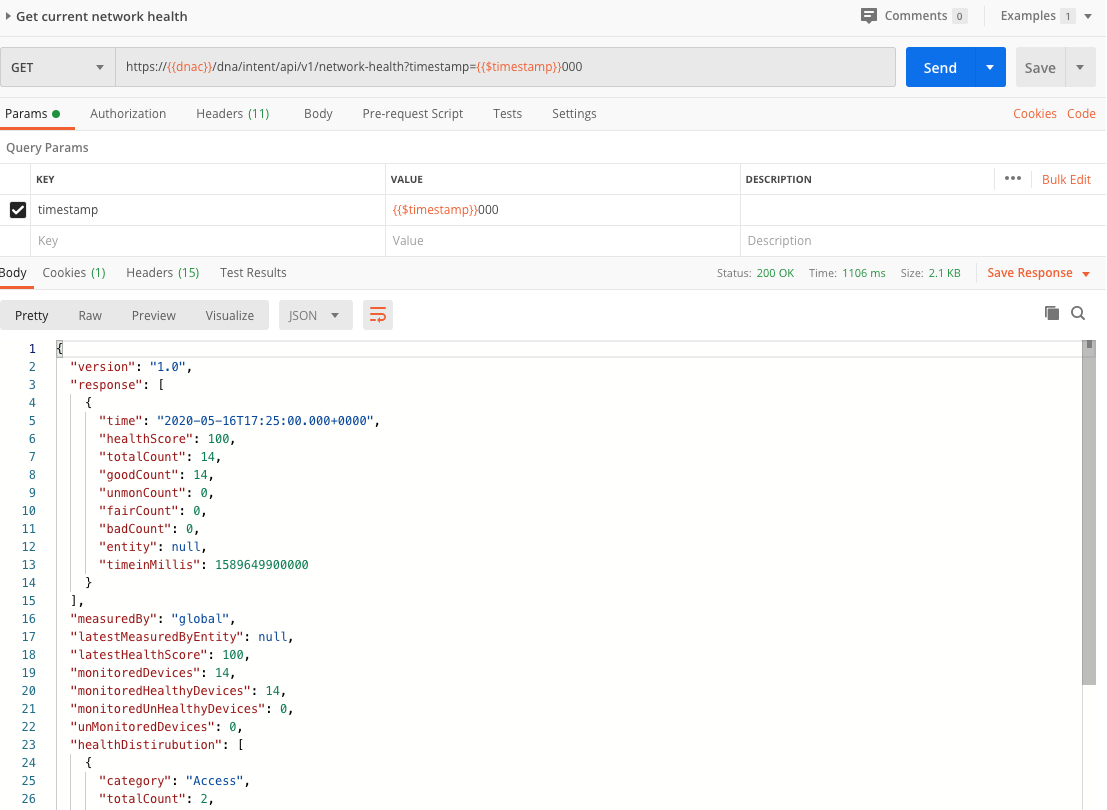 Get current network health Comments 0 Examples 1
GET https://{{dnac}}/dna/intent/api/v1/network-health?timestamp={{$timestamp}}000 Send Save
Params Authorization Headers (11) Body Pre-request Script Tests Settings Cookies Code
Query Params
KEY VALUE DESCRIPTION ••• Bulk Edit
timestamp {{$timestamp}}000
Key Value Description
Body Cookies (1) Headers (15) Test Results Status: 200 OK Time: 1106 ms Size: 2.1 KB Save Response
Pretty Raw Preview Visualize JSON
1 {
2 "version": "1.0",
3 "response": [
4 {
5 "time": "2020-05-16T17:25:00.000+0000",
6 "healthScore": 100,
7 "totalCount": 14,
8 "goodCount": 14,
9 "unmonCount": 0,
10 "fairCount": 0,
11 "badCount": 0,
12 "entity": null,
13 "timeinMillis": 1589649900000
14 }
15 ],
16 "measuredBy": "global",
17 "latestMeasuredByEntity": null,
18 "latestHealthScore": 100,
19 "monitoredDevices": 14,
20 "monitoredHealthyDevices": 14,
21 "monitoredUnHealthyDevices": 0,
22 "unMonitoredDevices": 0,
23 "healthDistirubution": [
24 {
25 "category": "Access",
26 "totalCount": 2,